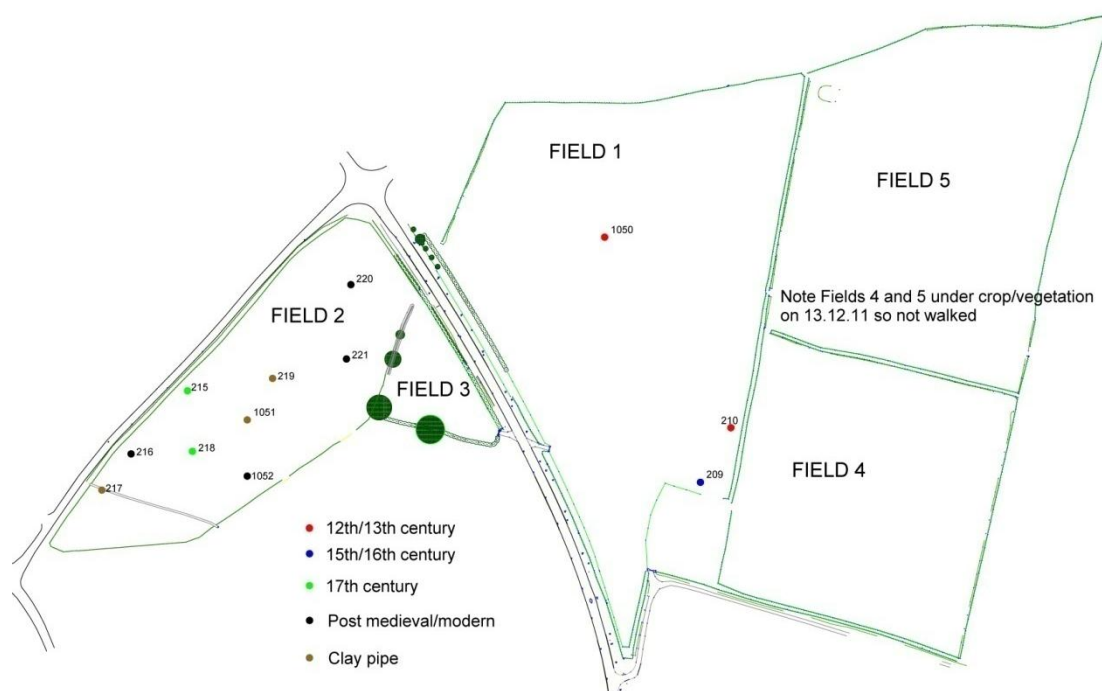 FIELD 1
FIELD 5
1050
220
Note Fields 4 and 5 under crop/vegetation
on 13.12.11 so not walked
FIELD 2
221
219
FIELD 3
215
1051
210
218
216
FIELD 4
1052
209
217
12th/13th century
15th/16th century
17th century
Post medieval/modern
Clay pipe